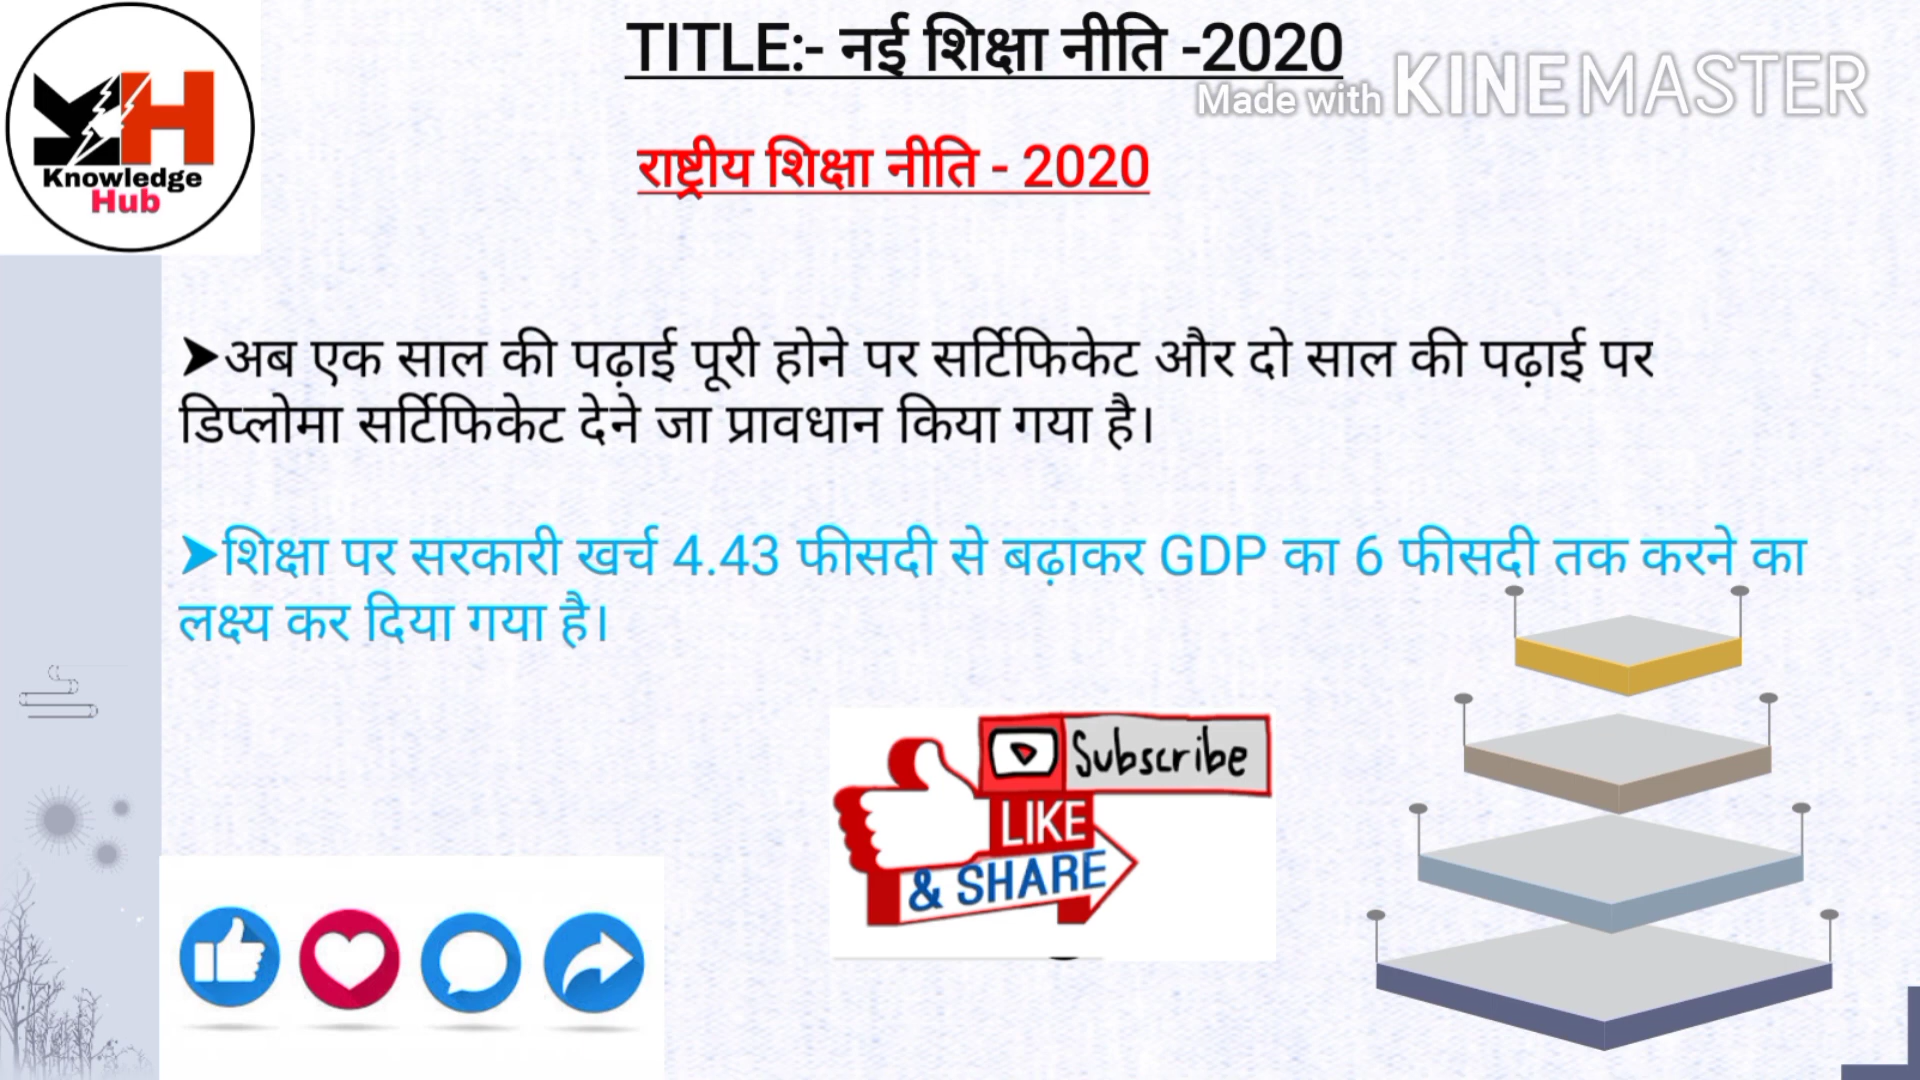 TITLE:- नई शिक्षा नीति -2020
Made with KINEMASTER
KH
Knowledge
Hub
राष्ट्रीय शिक्षा नीति - 2020
➤अब एक साल की पढ़ाई पूरी होने पर सर्टिफिकेट और दो साल की पढ़ाई पर
डिप्लोमा सर्टिफिकेट देने जा प्रावधान किया गया है।
➤शिक्षा पर सरकारी खर्च 4.43 फीसदी से बढ़ाकर GDP का 6 फीसदी तक करने का
लक्ष्य कर दिया गया है।
Subscribe
LIKE
& SHARE